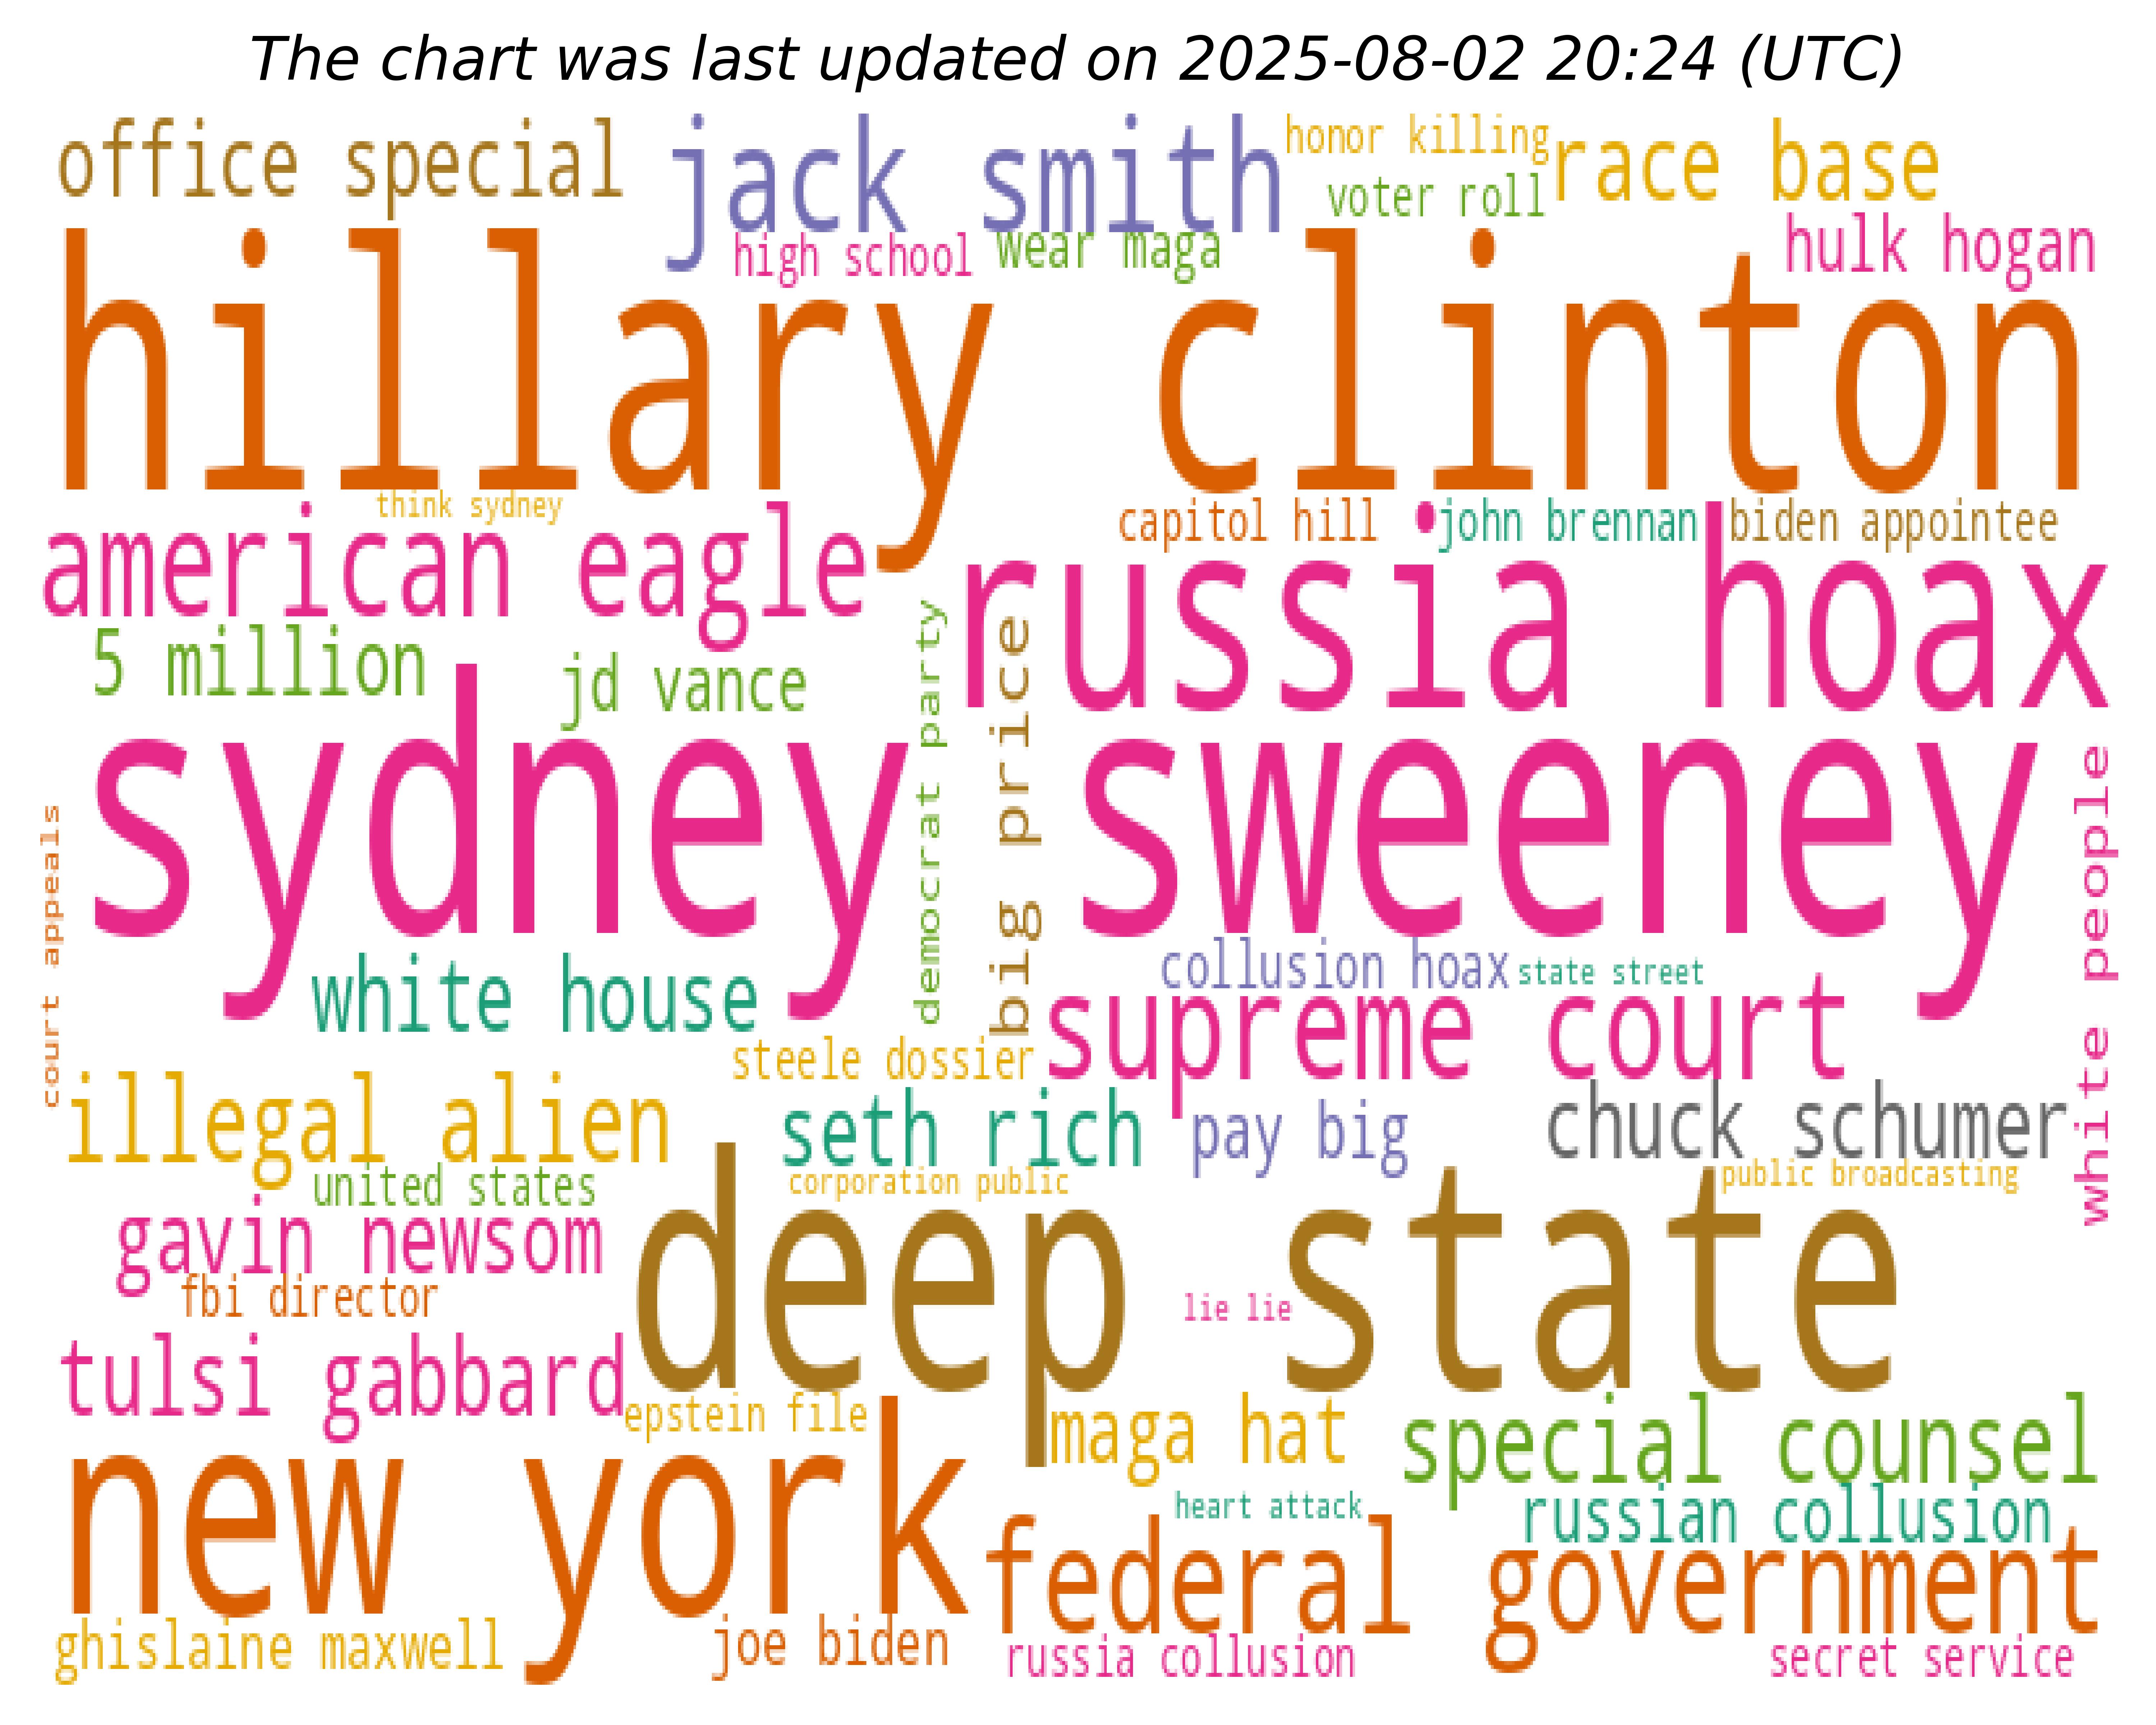 The chart was last updated on 2025-08-02 20:24 (UTC)
office special
jack smith
honor killing
race base
voter roll
high school
wear maga
hulk hogan
hillary clinton
think sydney
american eagle
capitol hill
john brennan
biden appointee
russia hoax
5 million
jd vance
democrat party
big price
sydney sweeney
white people
court appeals
white house
collusion hoax
state street
supreme court
steele dossier
illegal alien
seth rich
pay big
chuck schumer
united states
corporation public
public broadcasting
gavin newsom
deep state
fbi director
lie lie
tulsi gabbard
epstein file
maga hat
special counsel
new york
heart attack
russian collusion
federal government
ghislaine maxwell
joe biden
russia collusion
secret service